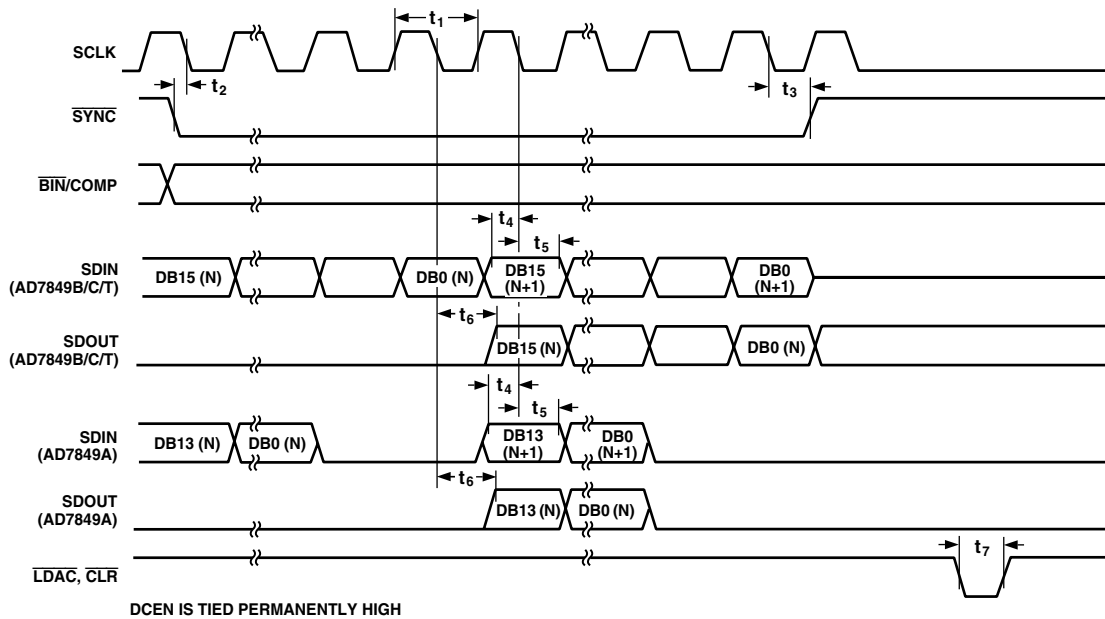 t1
SCLK
t2
t3
SYNC
BIN/COMP
t4
t5
SDIN
(AD7849B/C/T)
DB15 (N)
DB0 (N)
DB15
(N+1)
DB0
(N+1)
t6
SDOUT
(AD7849B/C/T)
DB15 (N)
DB0 (N)
t4
t5
SDIN
(AD7849A)
DB13 (N)
DB0 (N)
DB13
(N+1)
DB0
(N+1)
t6
SDOUT
(AD7849A)
DB13 (N)
DB0 (N)
t7
LDAC, CLR
DCEN IS TIED PERMANENTLY HIGH